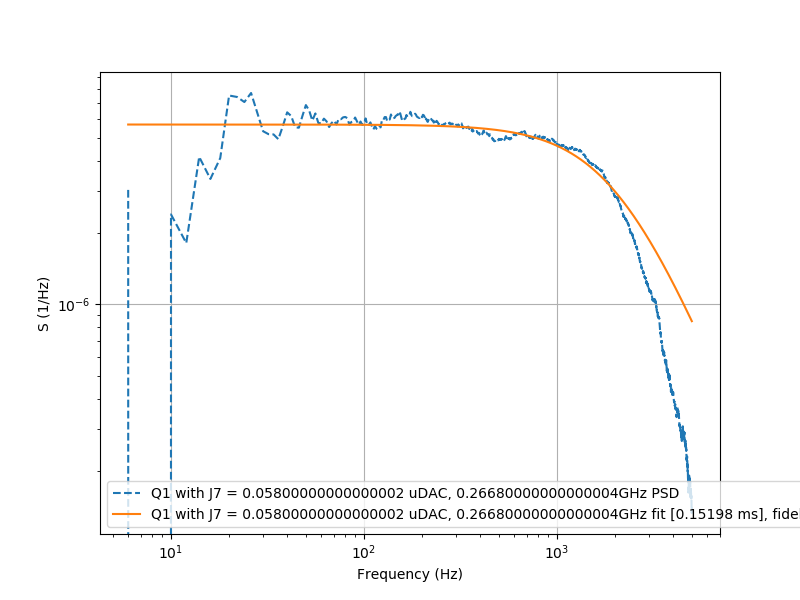 S (1/Hz)
10⁻⁶
10¹ 10² 10³
Frequency (Hz)
Q1 with J7 = 0.05800000000000002 uDAC, 0.26680000000000004GHz PSD
Q1 with J7 = 0.05800000000000002 uDAC, 0.26680000000000004GHz fit [0.15198 ms],